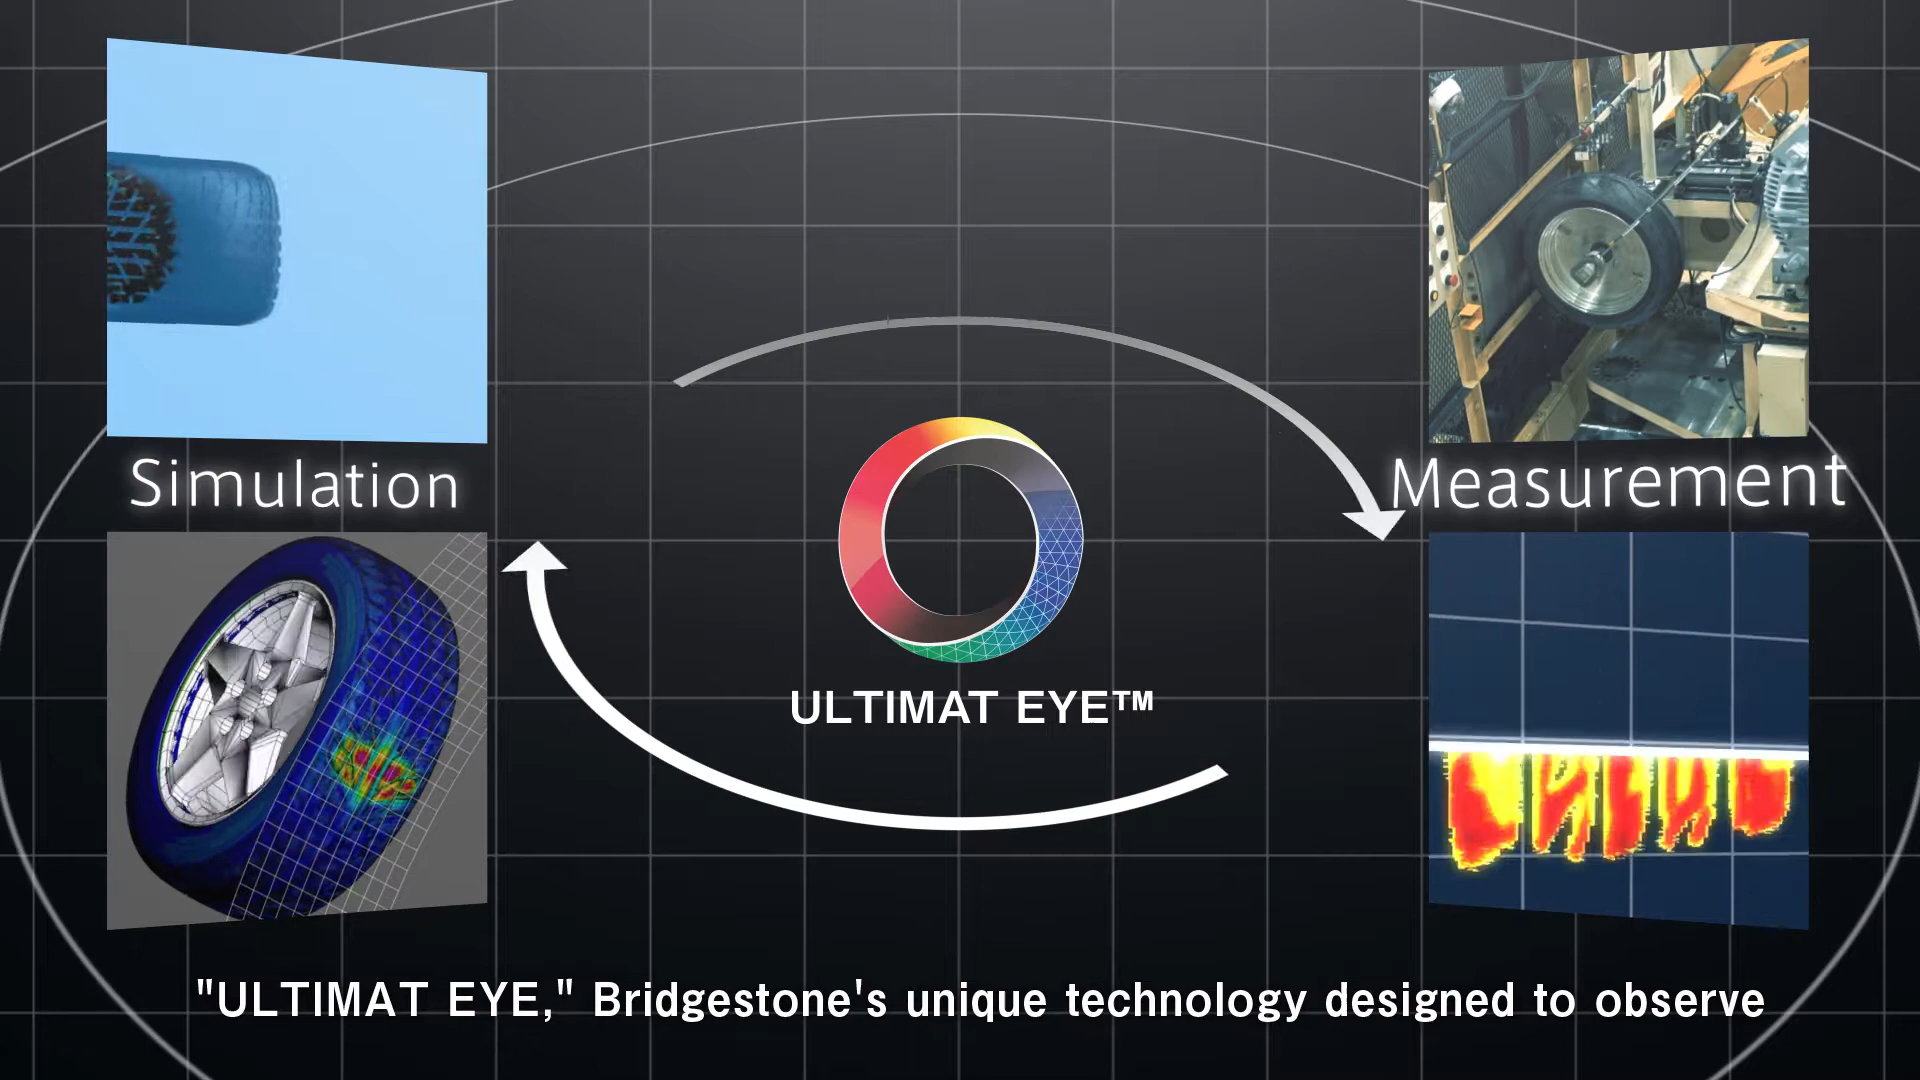 Simulation
Measurement
ULTIMAT EYE™
"ULTIMAT EYE," Bridgestone's unique technology designed to observe